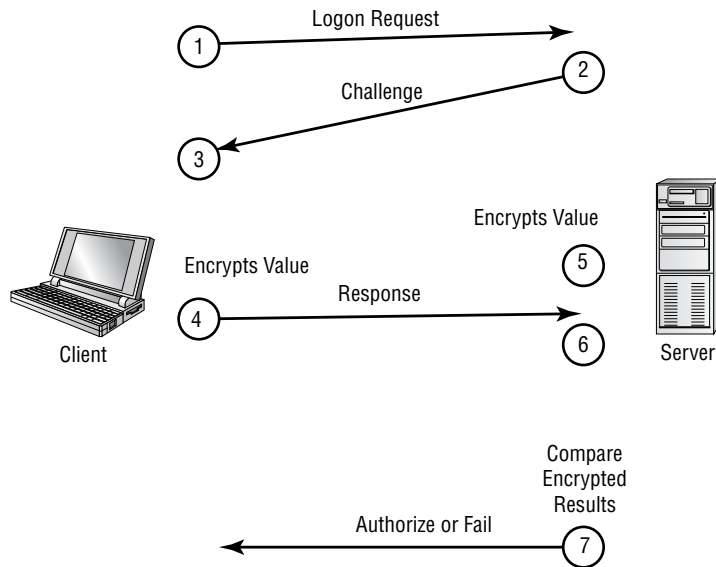 Logon Request
1
2
Challenge
3
Encrypts Value
5
Encrypts Value
Response
4
6
Client
Server
Compare
Encrypted
Results
Authorize or Fail
7